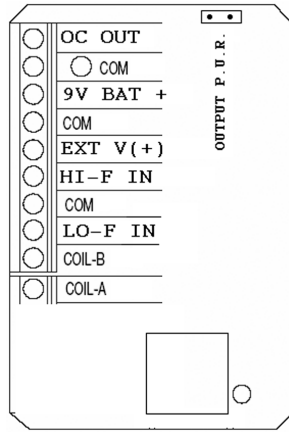 OC OUT
COM
9V BAT +
COM
EXT V(+)
HI-F IN
COM
LO-F IN
COIL-B
COIL-A
OUTPUT P.U.R.